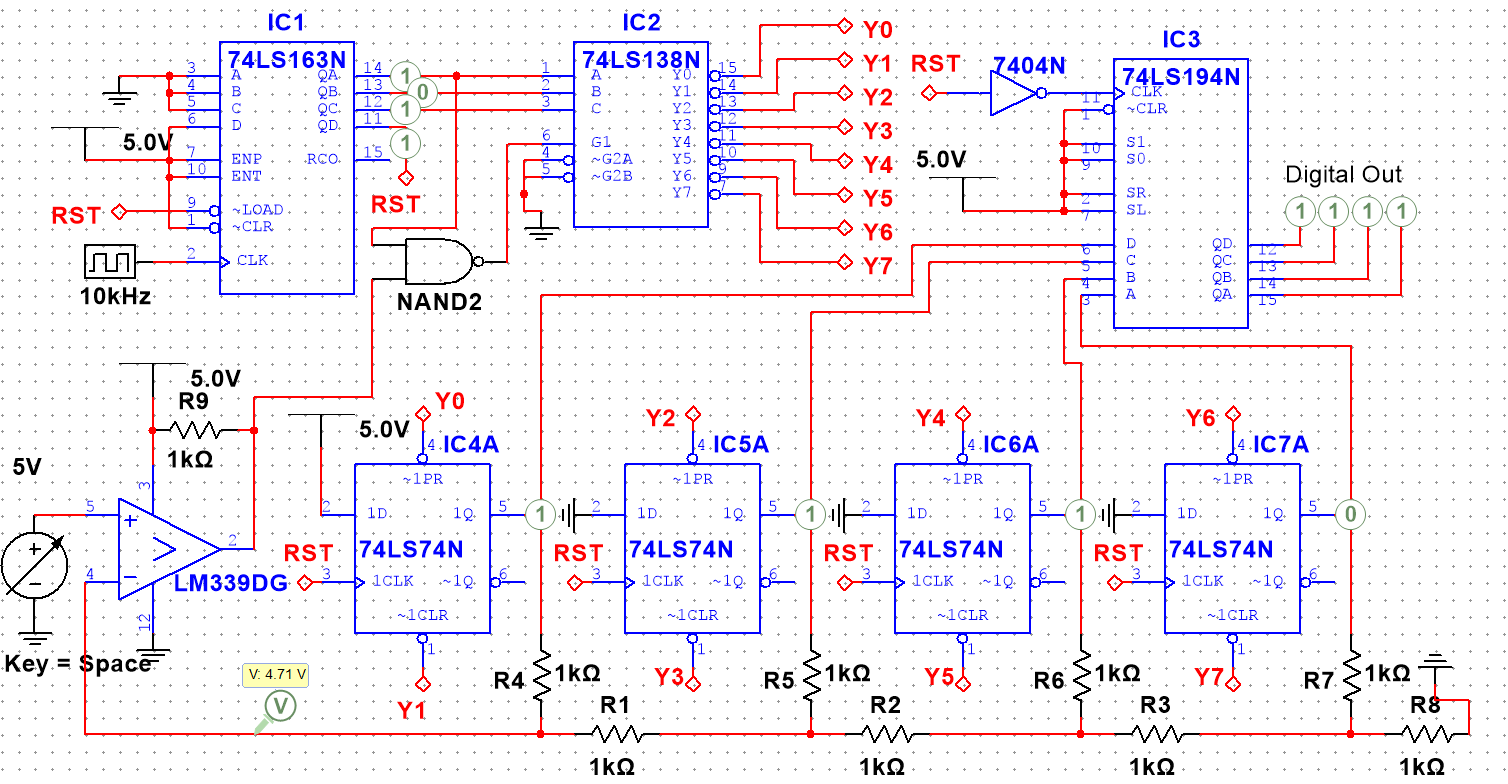 IC1
74LS163N
3 A QA 14 1
4 B QB 13 0
5 C QC 12 1
6 D QD 11 1
5.0V
7 ENP RCO 15
10 ENT
RST
9 ~LOAD
1 ~CLR
2 CLK
RST
10kHz
IC2
74LS138N
1 A Y0 15
2 B Y1 14
3 C Y2 13
Y3 12
6 G1 Y4 11
4 ~G2A Y5 10
5 ~G2B Y6 9
Y7 7
Y0
Y1
Y2
Y3
Y4
Y5
Y6
Y7
NAND2
RST
7404N
IC3
74LS194N
11 CLK
1 ~CLR
10 S1
9 S0
2 SR
7 SL
6 D QD 12
5 C QC 13
4 B QB 14
3 A QA 15
5.0V
Digital Out
1 1 1 1
5.0V
R9
1kΩ
5V
3
5 +
2
4 −
12
LM339DG
Key = Space
V: 4.71 V
V
5.0V
Y0
4 IC4A
~1PR
2 1D 1Q 5 1
74LS74N
RST
3 1CLK ~1Q 6
~1CLR
1
Y1
Y2
4 IC5A
~1PR
2 1D 1Q 5 1
74LS74N
RST
3 1CLK ~1Q 6
~1CLR
1
Y3
Y4
4 IC6A
~1PR
2 1D 1Q 5 1
74LS74N
RST
3 1CLK ~1Q 6
~1CLR
1
Y5
Y6
4 IC7A
~1PR
2 1D 1Q 5 0
74LS74N
RST
3 1CLK ~1Q 6
~1CLR
1
Y7
R4 1kΩ
R5 1kΩ
R6 1kΩ
R7 1kΩ
R1
1kΩ
R2
1kΩ
R3
1kΩ
R8
1kΩ